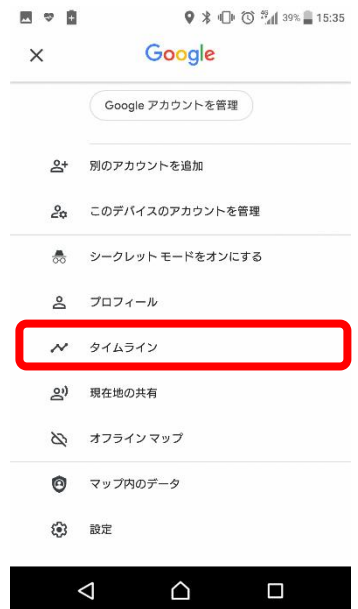 39% 15:35
Google
Google アカウントを管理
別のアカウントを追加
このデバイスのアカウントを管理
シークレット モードをオンにする
プロフィール
タイムライン
現在地の共有
オフライン マップ
マップ内のデータ
設定